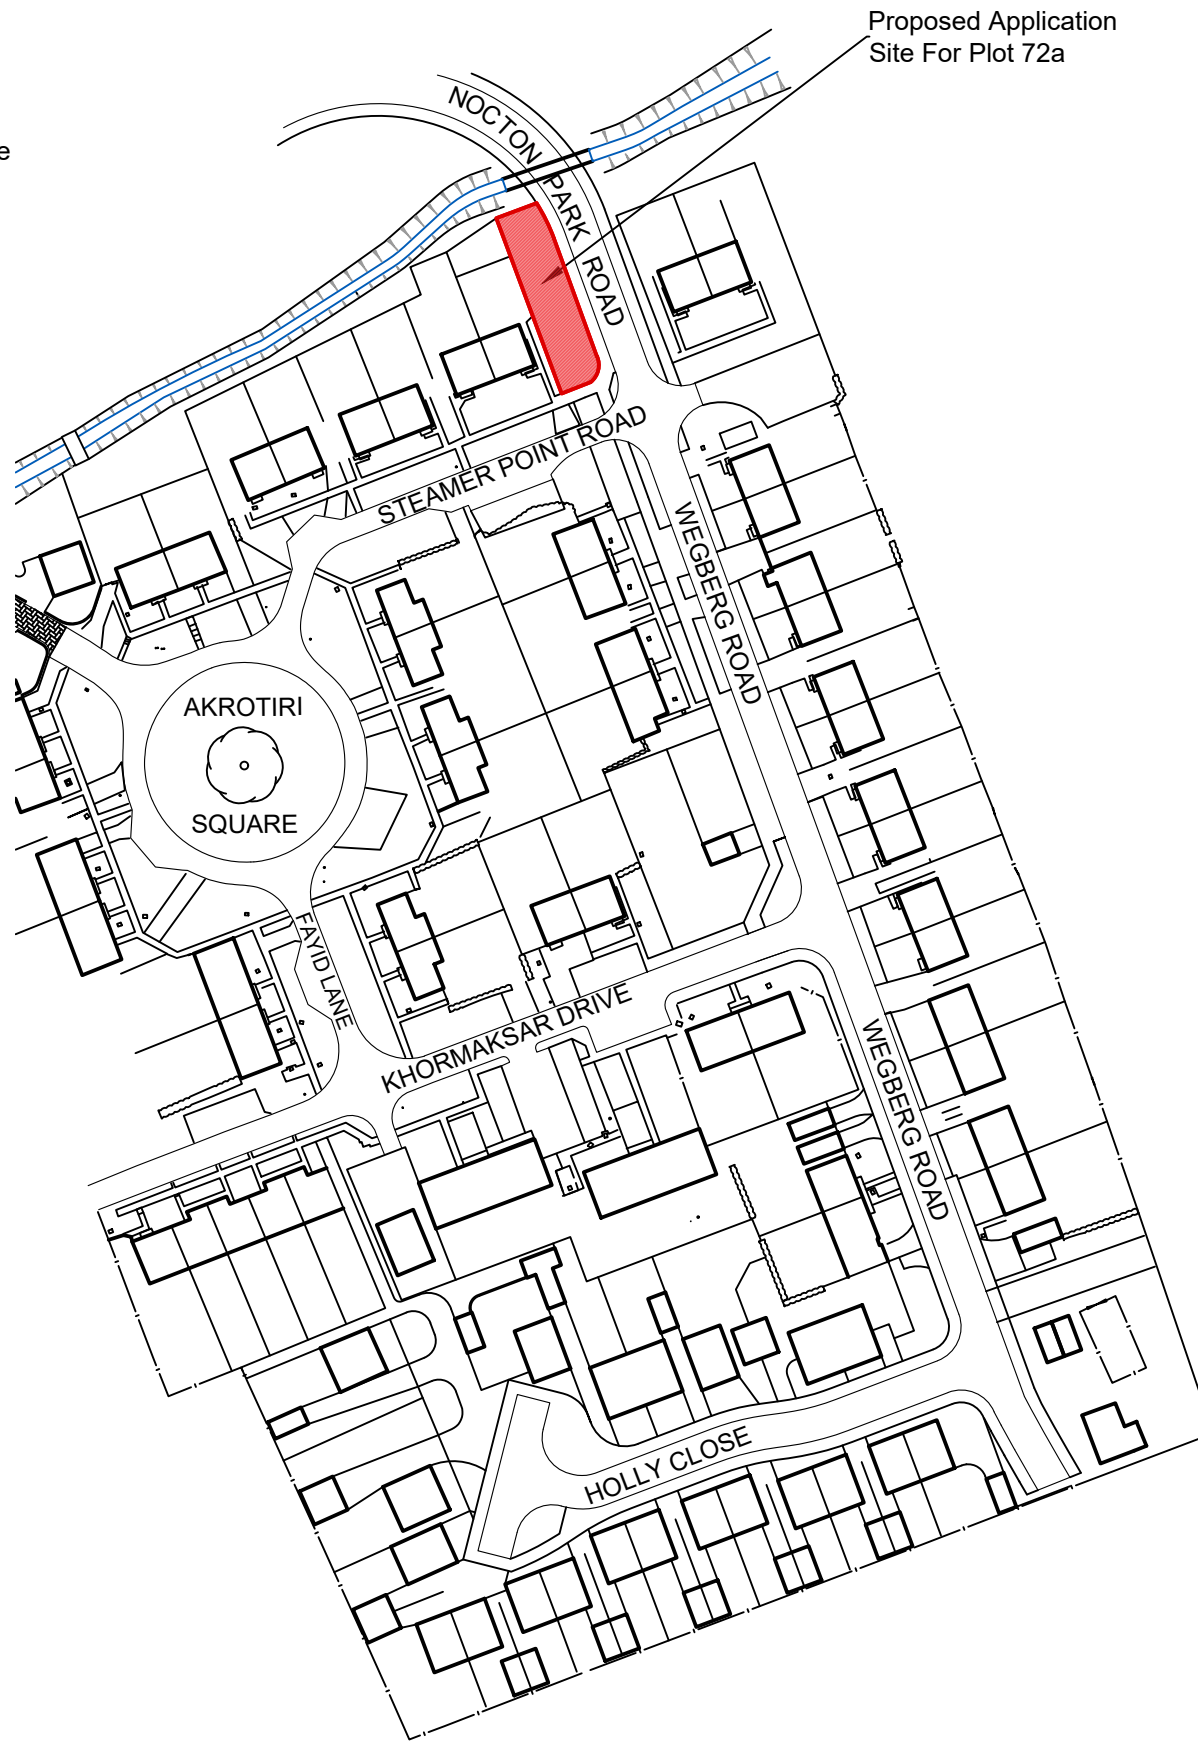 Proposed Application
Site For Plot 72a
e
NOCTON PARK ROAD
STEAMER POINT ROAD
WEGBERG ROAD
AKROTIRI
SQUARE
FAYID LANE
KHORMAKSAR DRIVE
WEGBERG ROAD
HOLLY CLOSE